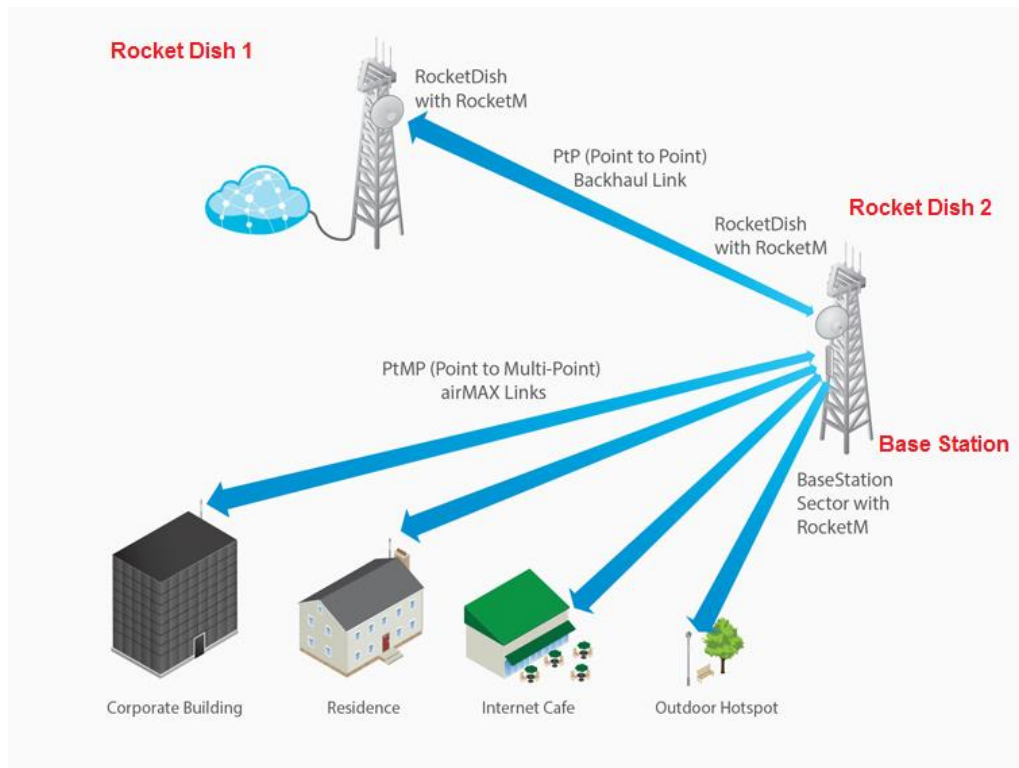 Rocket Dish 1
RocketDish
with RocketM
PtP (Point to Point)
Backhaul Link
Rocket Dish 2
RocketDish
with RocketM
PtMP (Point to Multi-Point)
airMAX Links
Base Station
BaseStation
Sector with
RocketM
Corporate Building
Residence
Internet Cafe
Outdoor Hotspot